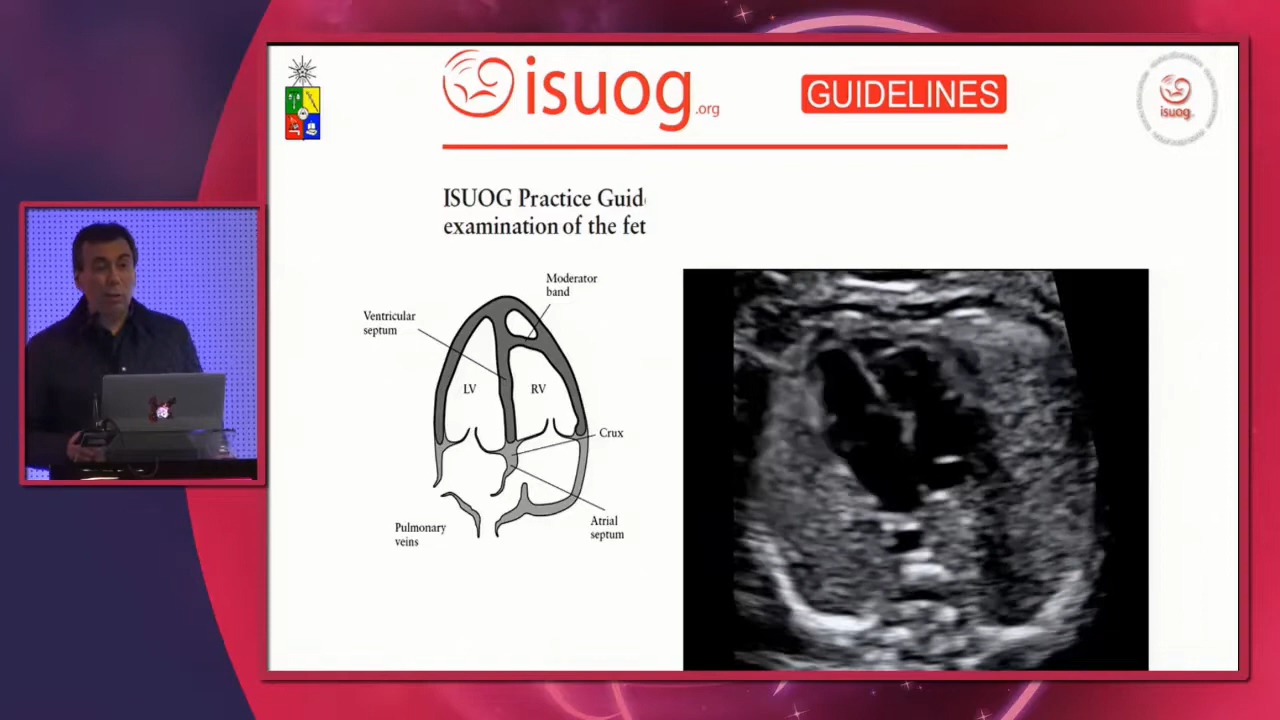 isuog.org
GUIDELINES
isuog
ISUOG Practice Guid
examination of the fet
Moderator
band
Ventricular
septum
LV
RV
Crux
Pulmonary
veins
Atrial
septum